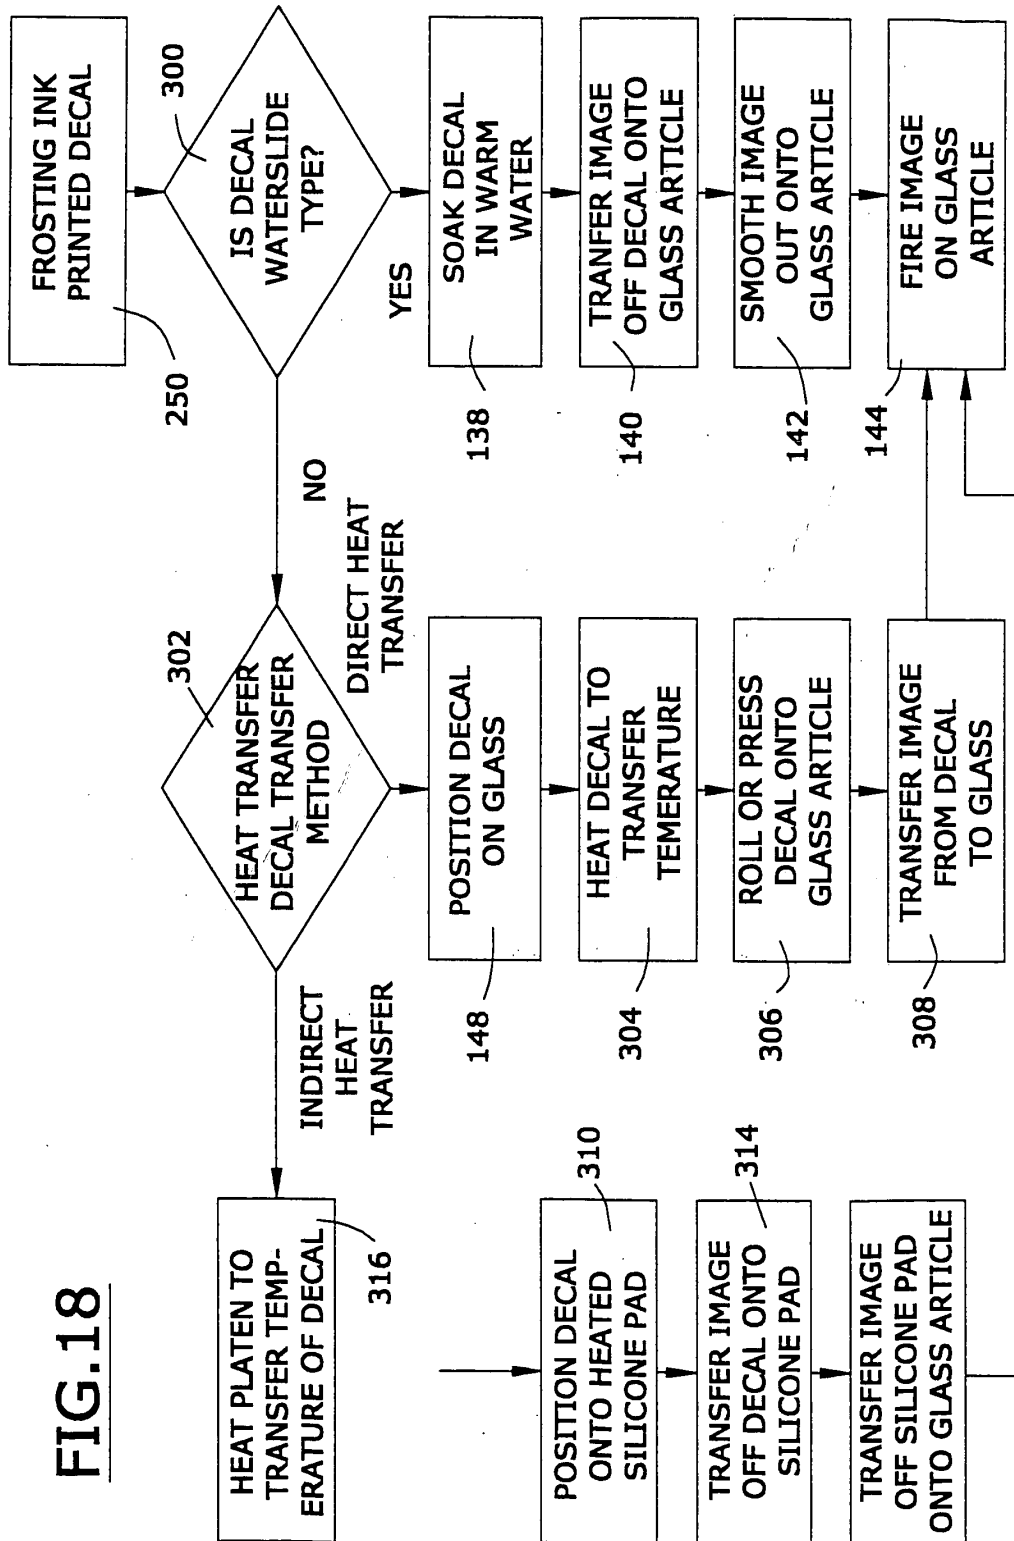 FIG.18
FROSTING INK
PRINTED DECAL
250
300
IS DECAL
WATERSLIDE
TYPE?
YES
NO
SOAK DECAL
IN WARM
WATER
138
TRANFER IMAGE
OFF DECAL ONTO
GLASS ARTICLE
140
SMOOTH IMAGE
OUT ONTO
GLASS ARTICLE
142
FIRE IMAGE
ON GLASS
ARTICLE
144
302
HEAT TRANSFER
DECAL TRANSFER
METHOD
DIRECT HEAT
TRANSFER
POSITION DECAL
ON GLASS
148
HEAT DECAL TO
TRANSFER
TEMERATURE
304
ROLL OR PRESS
DECAL ONTO
GLASS ARTICLE
306
TRANSFER IMAGE
FROM DECAL
TO GLASS
308
INDIRECT
HEAT
TRANSFER
HEAT PLATEN TO
TRANSFER TEMP-
ERATURE OF DECAL
316
POSITION DECAL
ONTO HEATED
SILICONE PAD
310
TRANSFER IMAGE
OFF DECAL ONTO
SILICONE PAD
314
TRANSFER IMAGE
OFF SILICONE PAD
ONTO GLASS ARTICLE